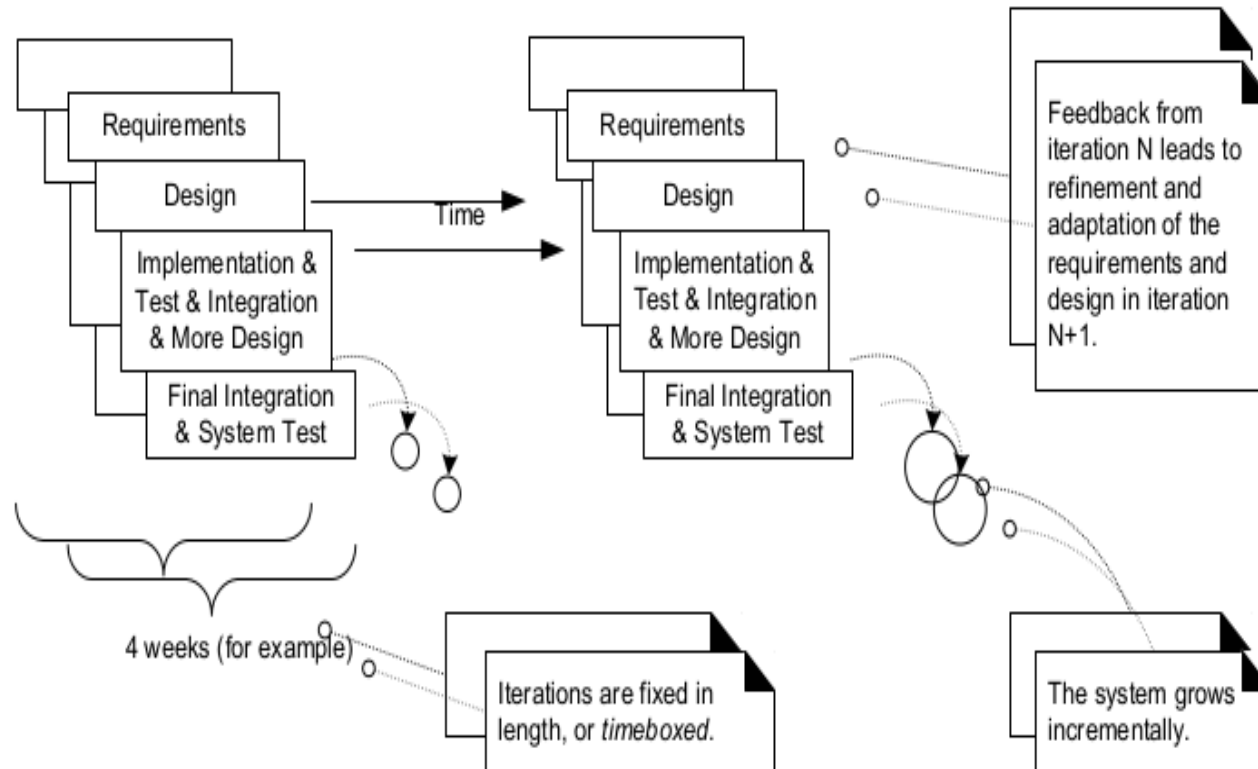 Requirements
Design
Implementation &
Test & Integration
& More Design
Final Integration
& System Test
Time
Requirements
Design
Implementation &
Test & Integration
& More Design
Final Integration
& System Test
Feedback from
iteration N leads to
refinement and
adaptation of the
requirements and
design in iteration
N+1.
4 weeks (for example)
Iterations are fixed in
length, or timeboxed.
The system grows
incrementally.